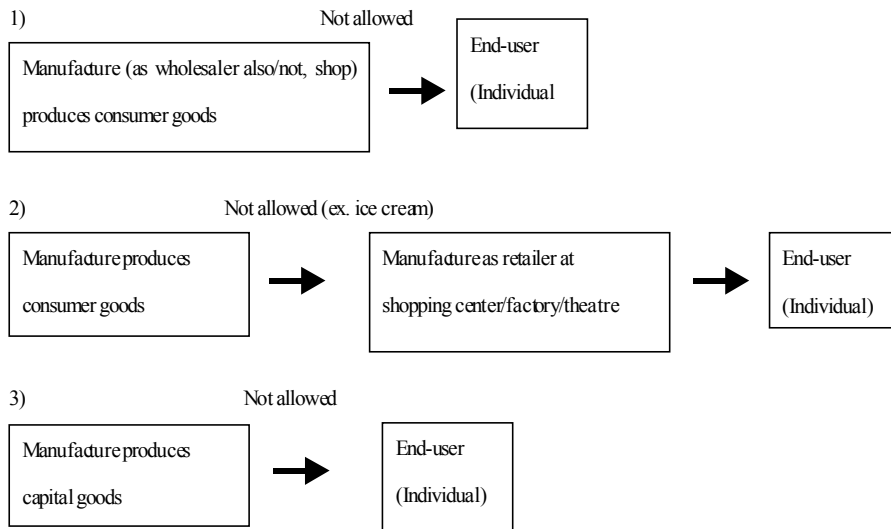 1) Not allowed
Manufacture (as wholesaler also/not, shop)
produces consumer goods
End-user
(Individual
2) Not allowed (ex. ice cream)
Manufacture produces
consumer goods
Manufacture as retailer at
shopping center/factory/theatre
End-user
(Individual)
3) Not allowed
Manufacture produces
capital goods
End-user
(Individual)